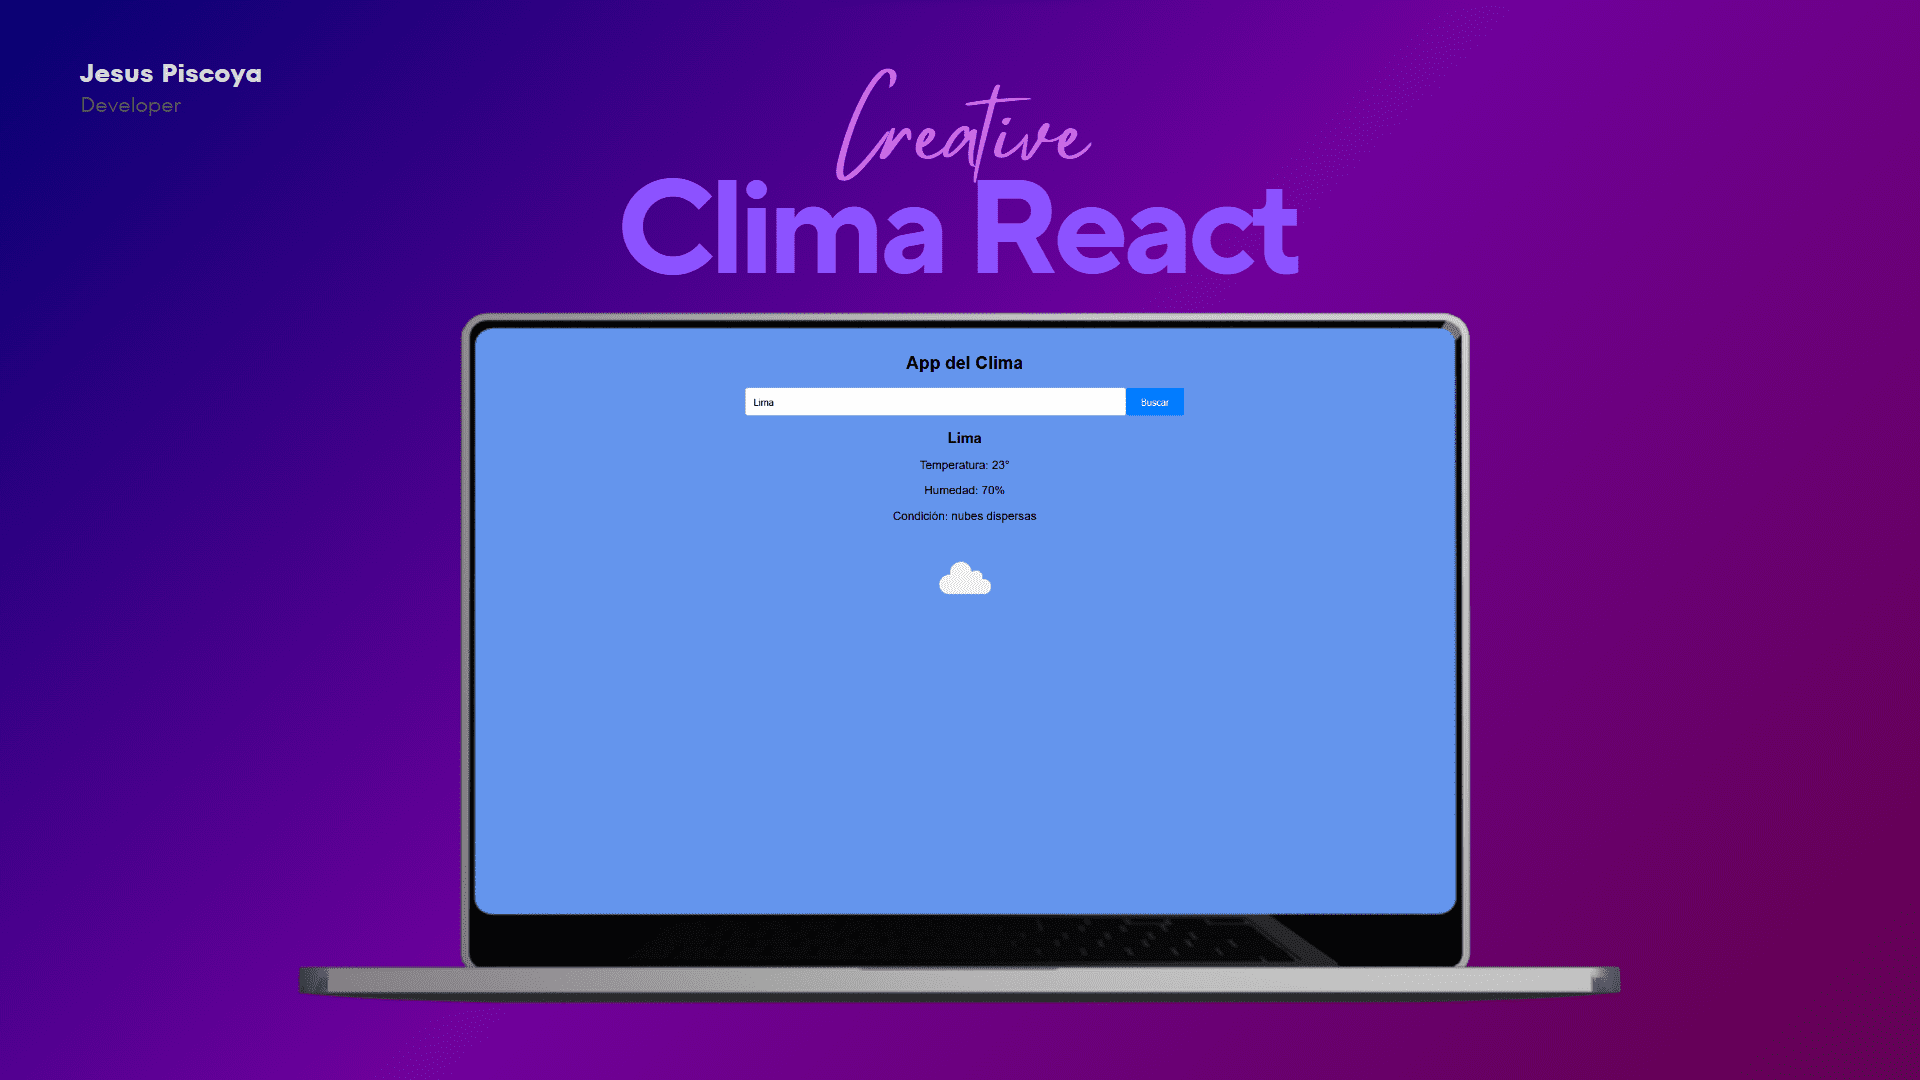 Jesus Piscoya
Developer
Creative
Clima React
App del Clima
Lima
Buscar
Lima
Temperatura: 23°
Humedad: 70%
Condición: nubes dispersas